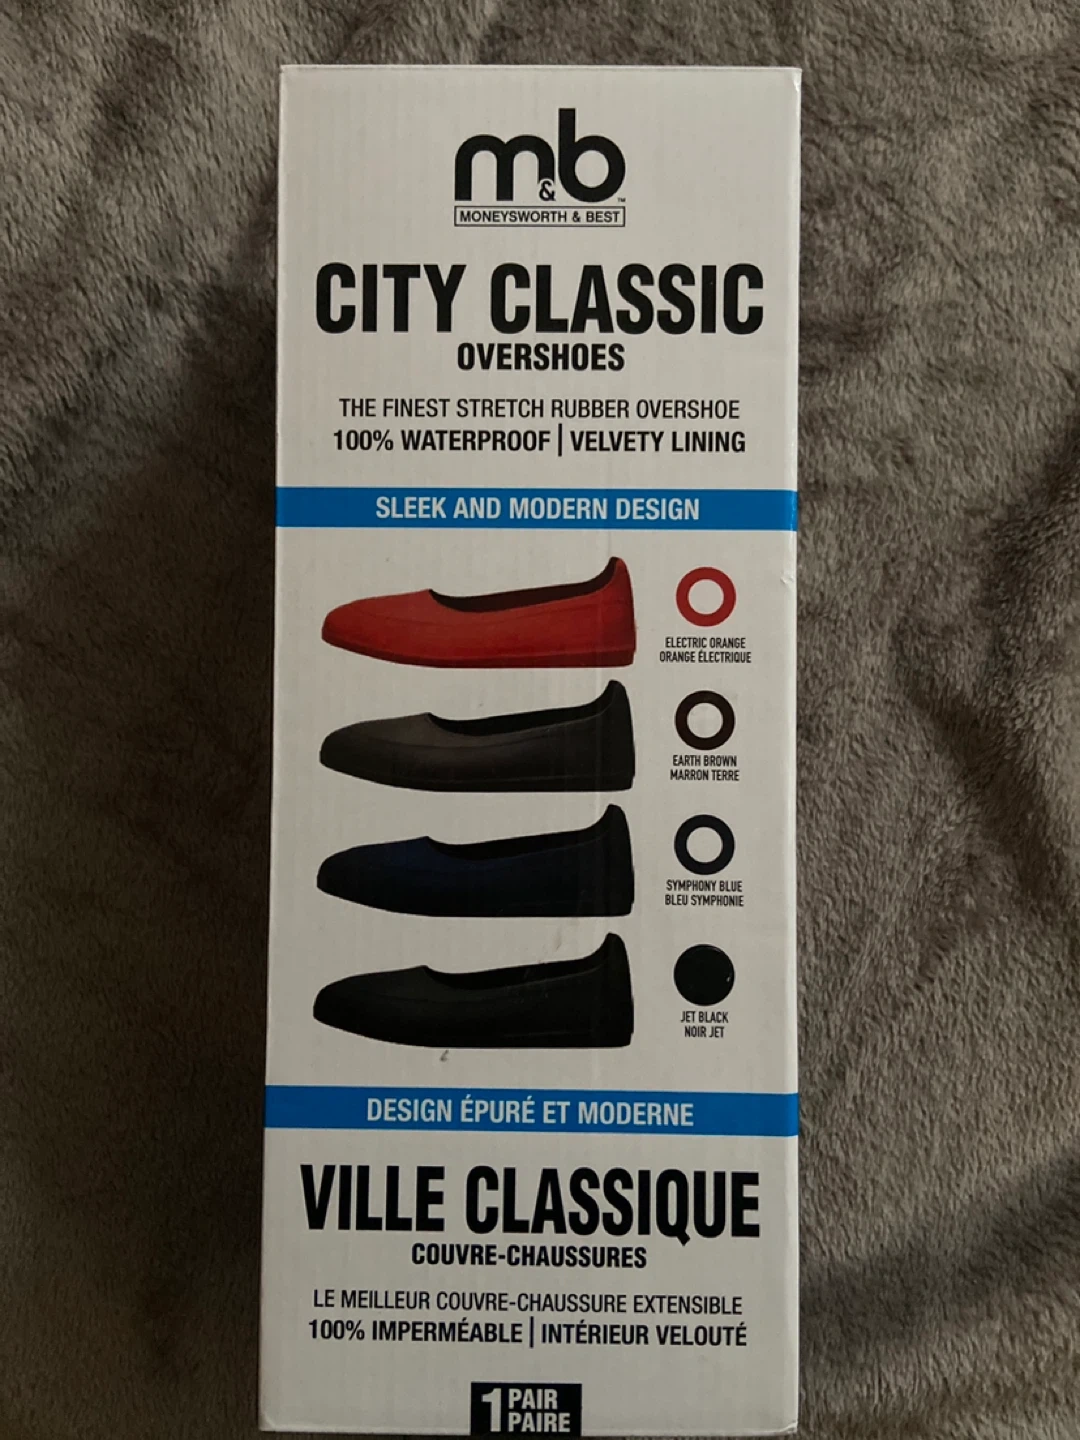 m&b™
MONEYSWORTH & BEST
CITY CLASSIC
OVERSHOES
THE FINEST STRETCH RUBBER OVERSHOE
100% WATERPROOF | VELVETY LINING
SLEEK AND MODERN DESIGN
ELECTRIC ORANGE
ORANGE ÉLECTRIQUE
EARTH BROWN
MARRON TERRE
SYMPHONY BLUE
BLEU SYMPHONIE
JET BLACK
NOIR JET
DESIGN ÉPURÉ ET MODERNE
VILLE CLASSIQUE
COUVRE-CHAUSSURES
LE MEILLEUR COUVRE-CHAUSSURE EXTENSIBLE
100% IMPERMÉABLE | INTÉRIEUR VELOUTÉ
1 PAIR
PAIRE